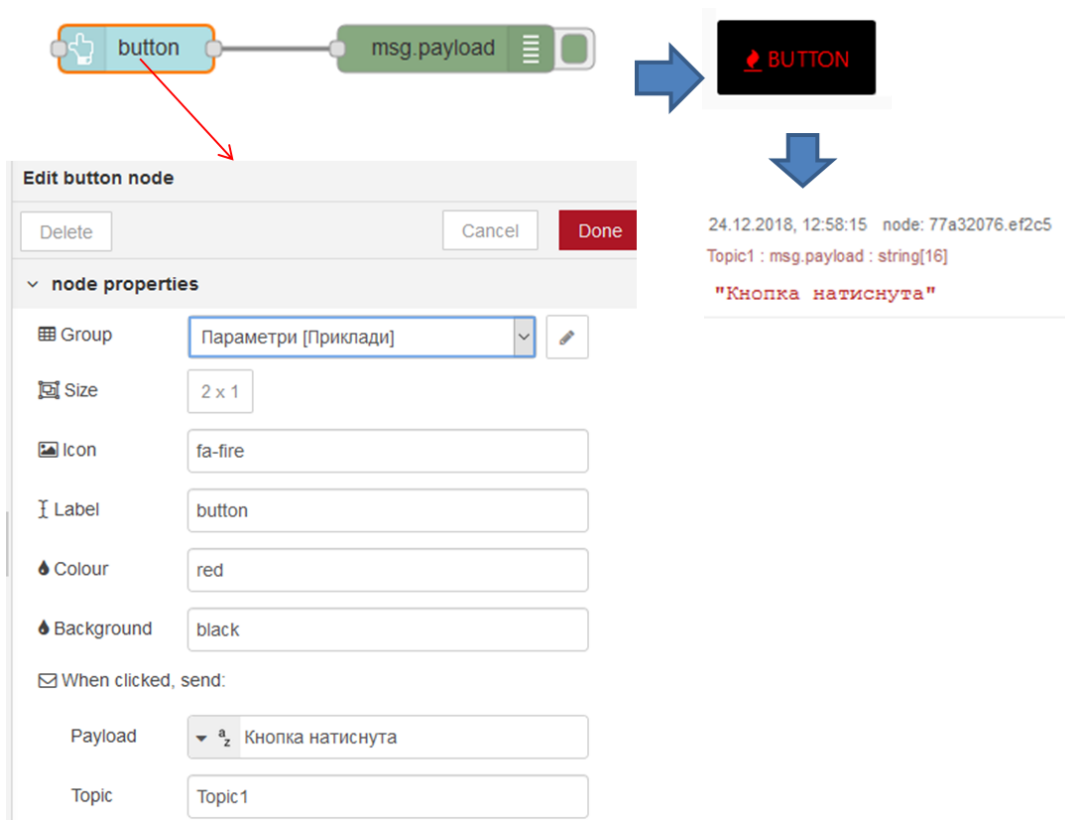 button
msg.payload
BUTTON
Edit button node
Delete
Cancel
Done
node properties
Group
Параметри [Приклади]
Size
2 x 1
Icon
fa-fire
Label
button
Colour
red
Background
black
When clicked, send:
Payload
a
z
Кнопка натиснута
Topic
Topic1
24.12.2018, 12:58:15 node: 77a32076.ef2c5
Topic1 : msg.payload : string[16]
"Кнопка натиснута"